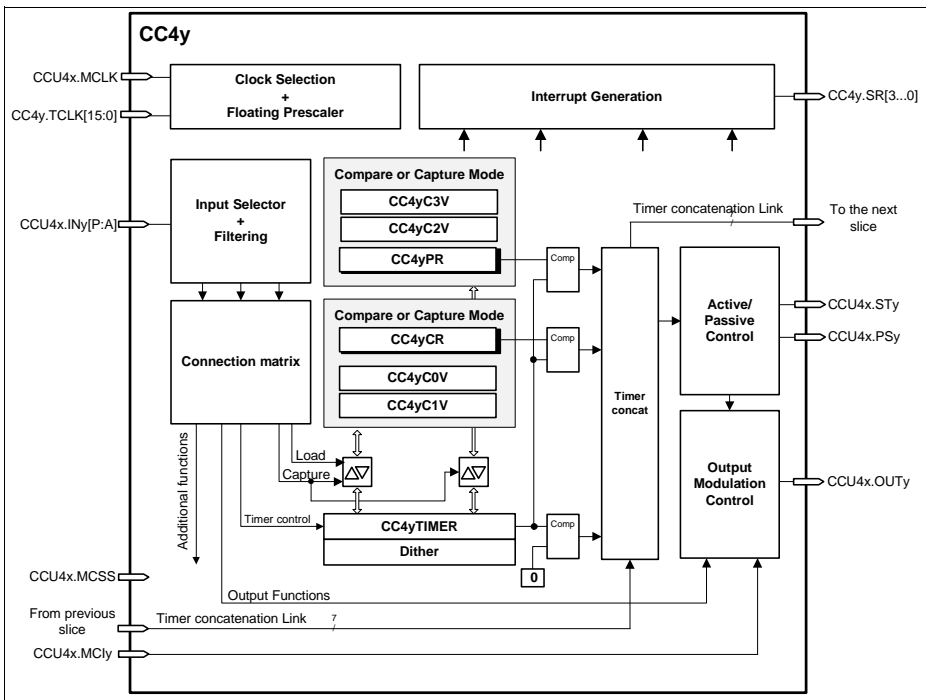 CC4y
CCU4x.MCLK
CC4y.TCLK[15:0]
Clock Selection
+
Floating Prescaler
Interrupt Generation
CC4y.SR[3...0]
CCU4x.INy[P:A]
Input Selector
+
Filtering
Compare or Capture Mode
CC4yC3V
CC4yC2V
CC4yPR
Comp
Timer concatenation Link
7
To the next
slice
Connection matrix
Compare or Capture Mode
CC4yCR
CC4yC0V
CC4yC1V
Comp
Timer
concat
Active/
Passive
Control
CCU4x.STy
CCU4x.PSy
Additional functions
Load
Capture
Timer control
CC4yTIMER
Dither
Comp
0
Output
Modulation
Control
CCU4x.OUTy
CCU4x.MCSS
Output Functions
From previous
slice
Timer concatenation Link
7
CCU4x.MCIy